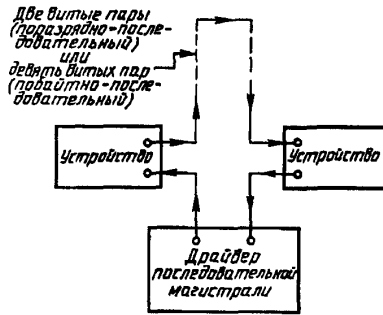 Две витые пары
(поразрядно-после-
довательный)
или
девять витых пар
(побайтно-после-
довательный)
Устройство
Устройство
Драйвер
последовательной
магистрали